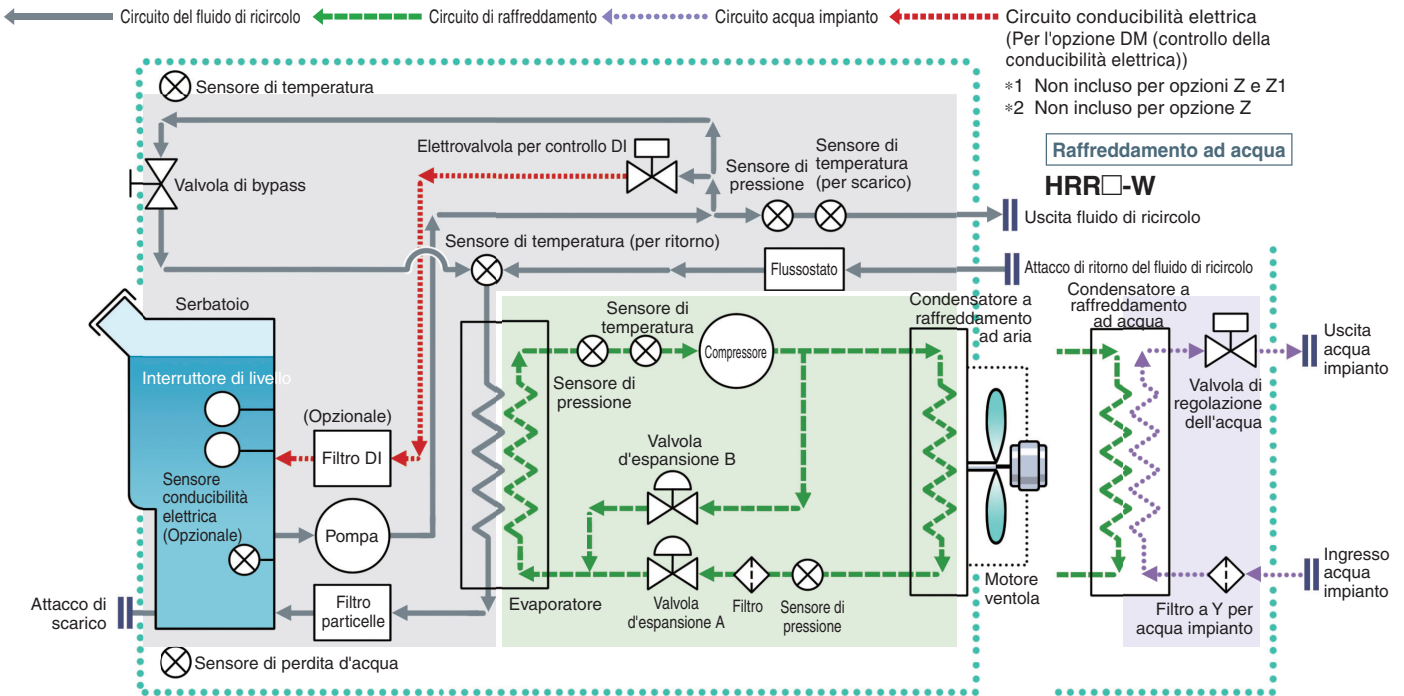 Circuito del fluido di ricircolo
Circuito di raffreddamento
Circuito acqua impianto
Circuito conducibilità elettrica
(Per l'opzione DM (controllo della
conducibilità elettrica))
*1 Non incluso per opzioni Z e Z1
*2 Non incluso per opzione Z
Raffreddamento ad acqua
HRR□-W
Sensore di temperatura
Elettrovalvola per controllo DI
Sensore di
pressione
Sensore di
temperatura
(per scarico)
Valvola di bypass
Uscita fluido di ricircolo
Sensore di temperatura (per ritorno)
Flussostato
Attacco di ritorno del fluido di ricircolo
Serbatoio
Sensore di
temperatura
Compressore
Condensatore a
raffreddamento
ad aria
Condensatore a
raffreddamento
ad acqua
Uscita
acqua
impianto
Interruttore di livello
Sensore di
pressione
Valvola di
regolazione
dell'acqua
(Opzionale)
Filtro DI
Valvola
d'espansione B
Sensore
conducibilità
elettrica
(Opzionale)
Pompa
Attacco di
scarico
Filtro
particelle
Evaporatore
Valvola
d'espansione A
Filtro
Sensore di
pressione
Motore
ventola
Filtro a Y per
acqua impianto
Ingresso
acqua
impianto
Sensore di perdita d'acqua